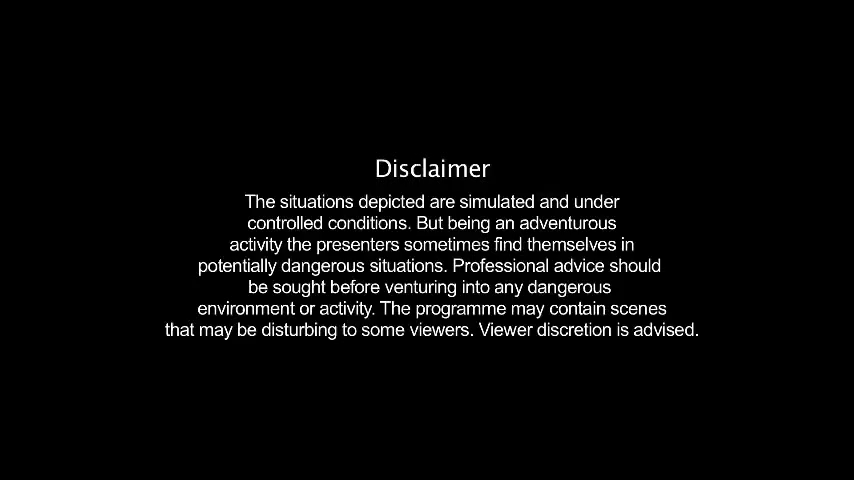 Disclaimer
The situations depicted are simulated and under
controlled conditions. But being an adventurous
activity the presenters sometimes find themselves in
potentially dangerous situations. Professional advice should
be sought before venturing into any dangerous
environment or activity. The programme may contain scenes
that may be disturbing to some viewers. Viewer discretion is advised.